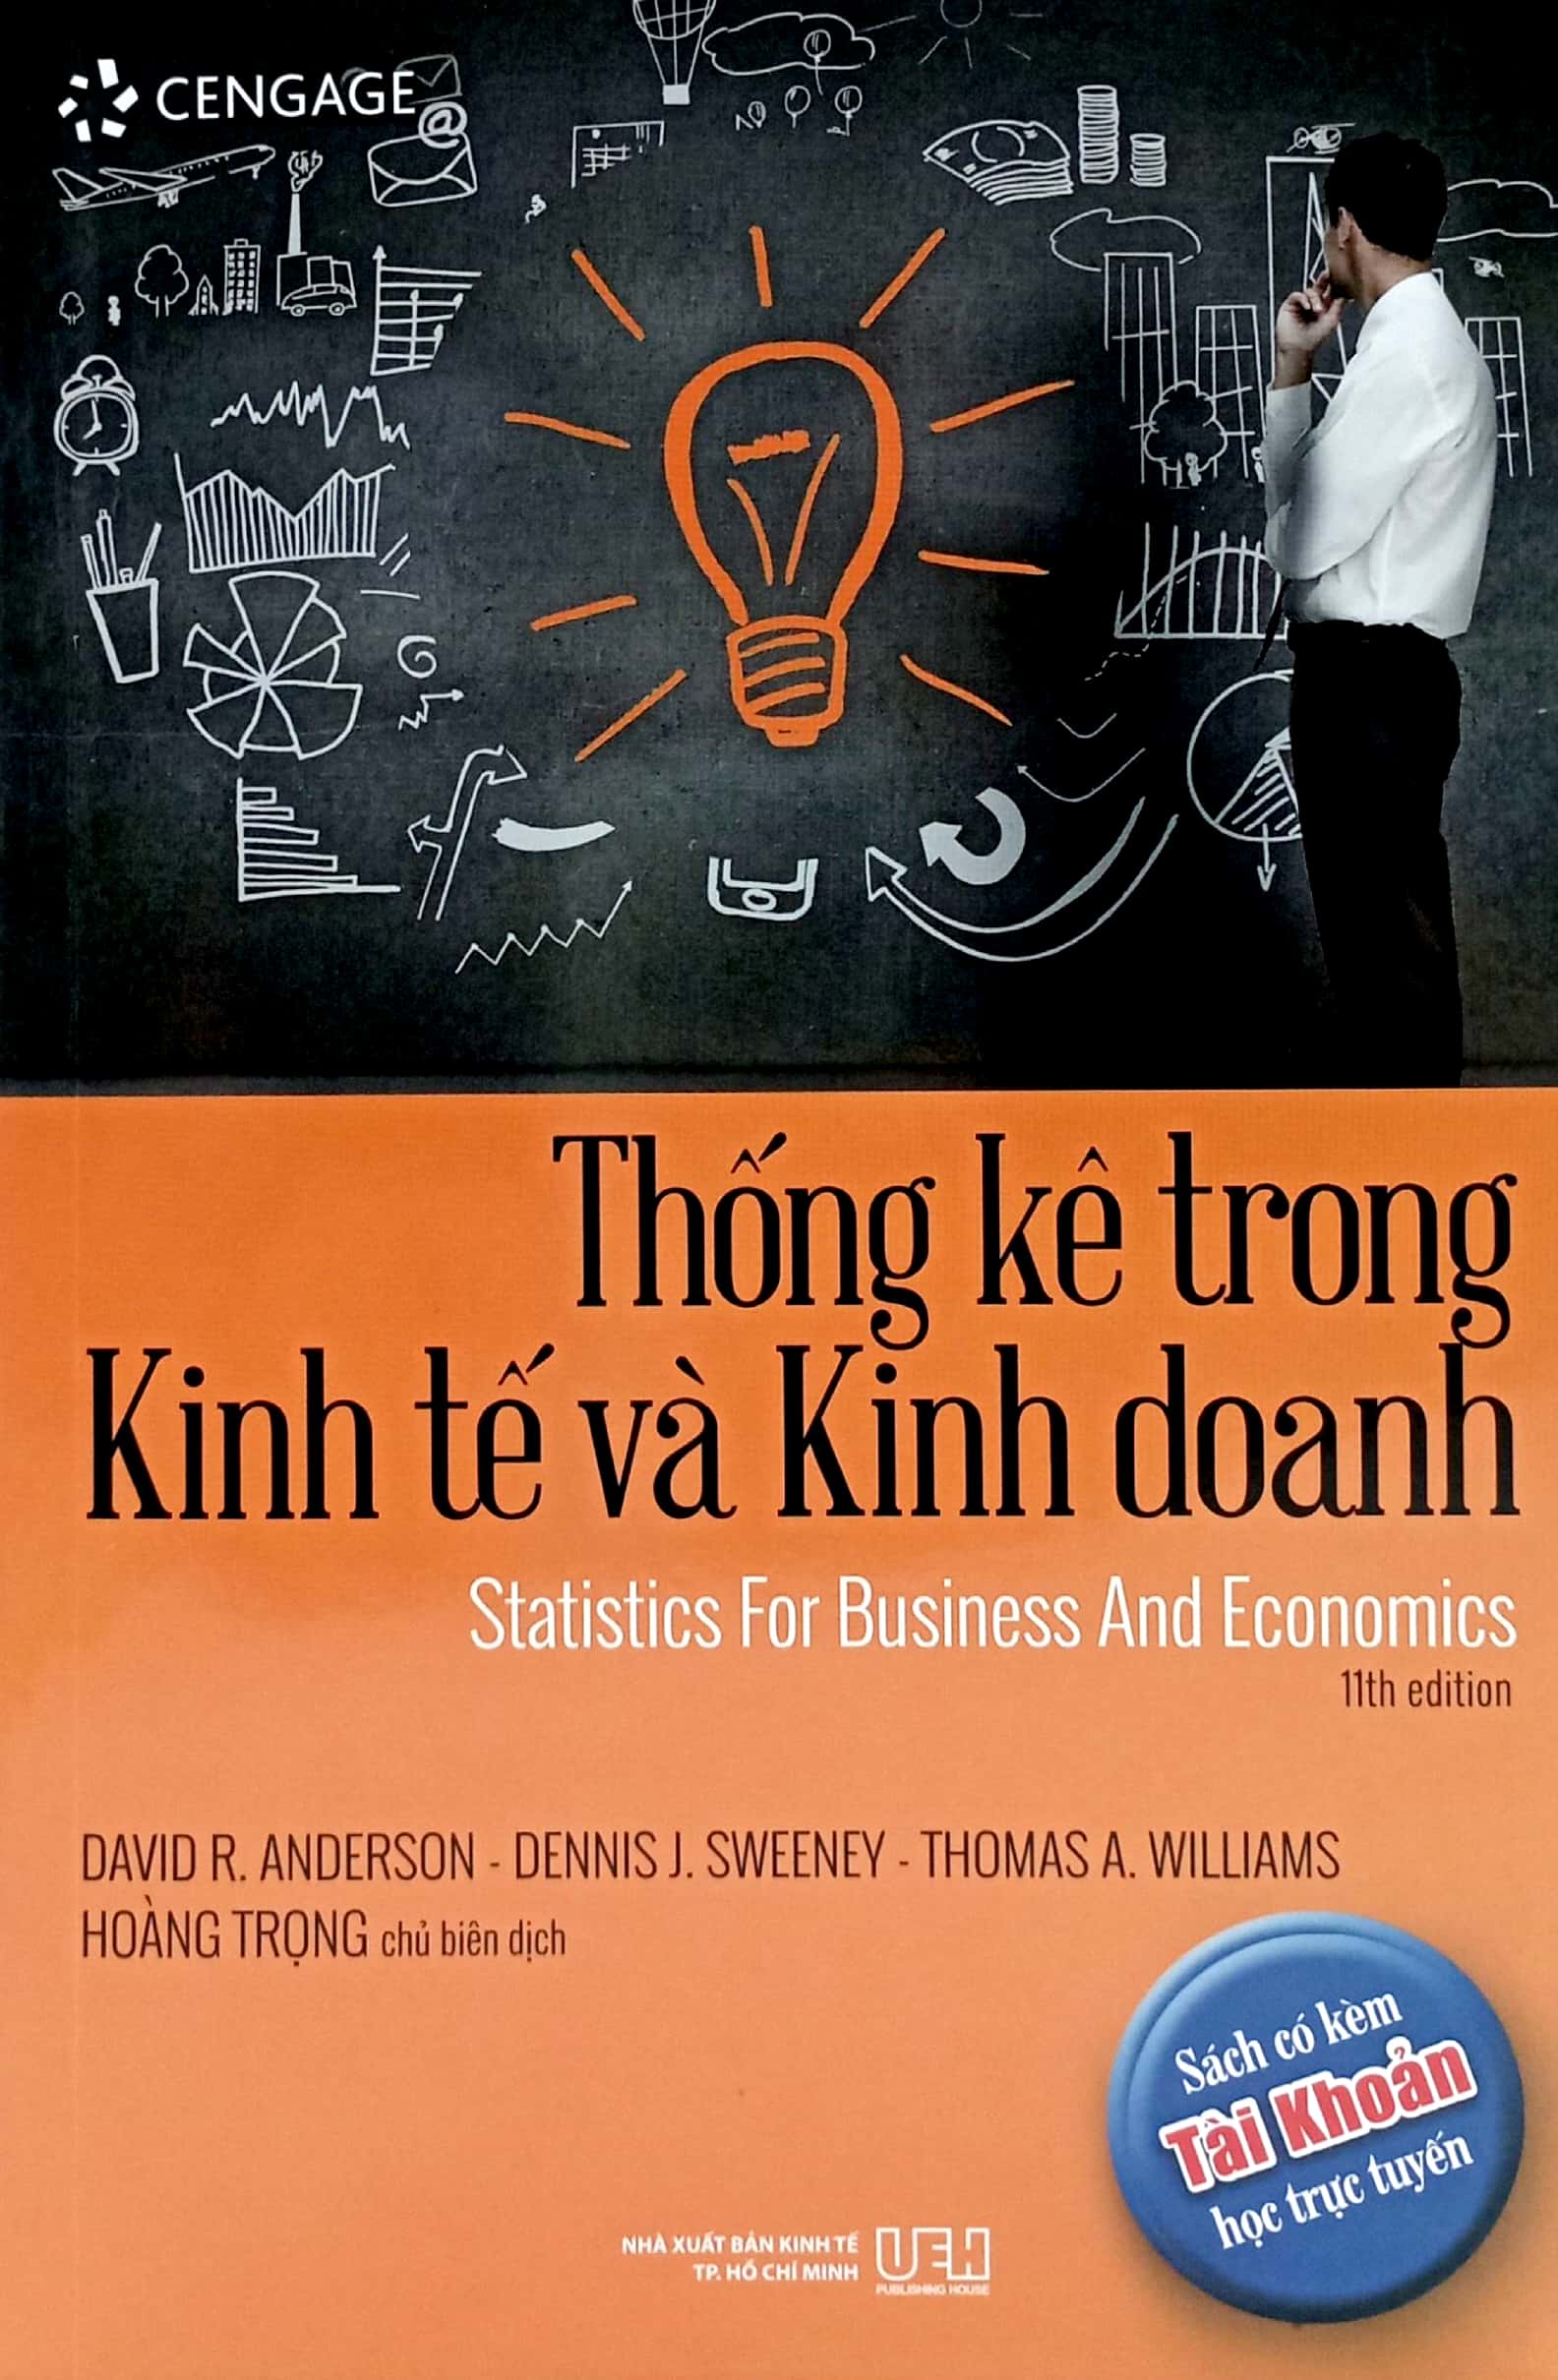 CENGAGE
Thống kê trong
Kinh tế và Kinh doanh
Statistics For Business And Economics
11th edition
DAVID R. ANDERSON - DENNIS J. SWEENEY - THOMAS A. WILLIAMS
HOÀNG TRỌNG chủ biên dịch
Sách có kèm
Tài Khoản
học trực tuyến
NHÀ XUẤT BẢN KINH TẾ
TP. HỒ CHÍ MINH
UEH
PUBLISHING HOUSE